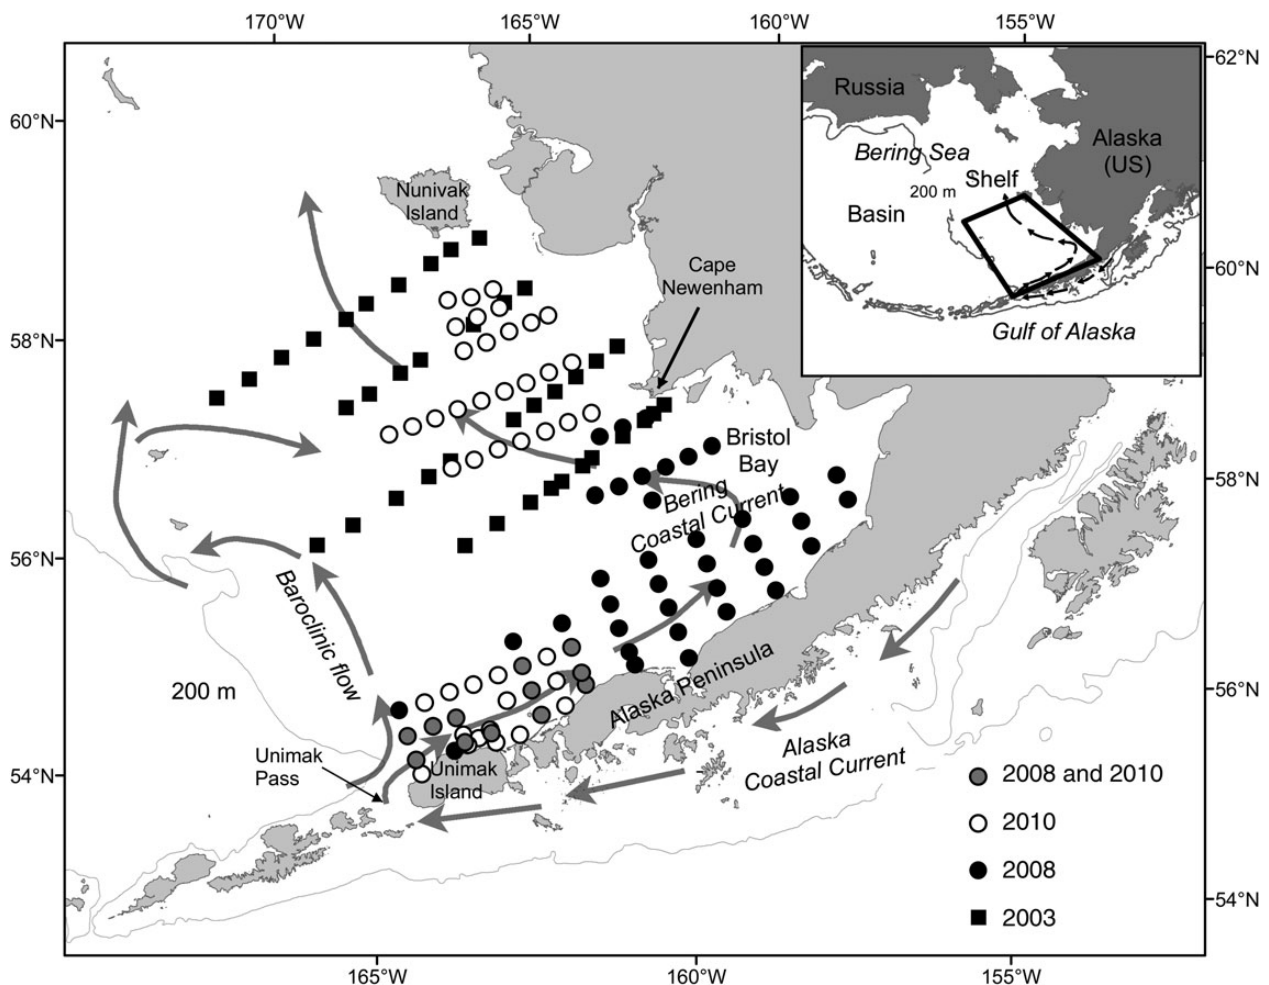 170°W
165°W
160°W
155°W
62°N
60°N
58°N
56°N
54°N
60°N
58°N
56°N
54°N
165°W
160°W
155°W
Russia
Alaska
(US)
Bering Sea
200 m
Shelf
Basin
Gulf of Alaska
Nunivak
Island
Cape
Newenham
Bristol
Bay
Bering
Coastal Current
Baroclinic flow
200 m
Alaska Peninsula
Unimak
Pass
Unimak
Island
Alaska
Coastal Current
2008 and 2010
2010
2008
2003